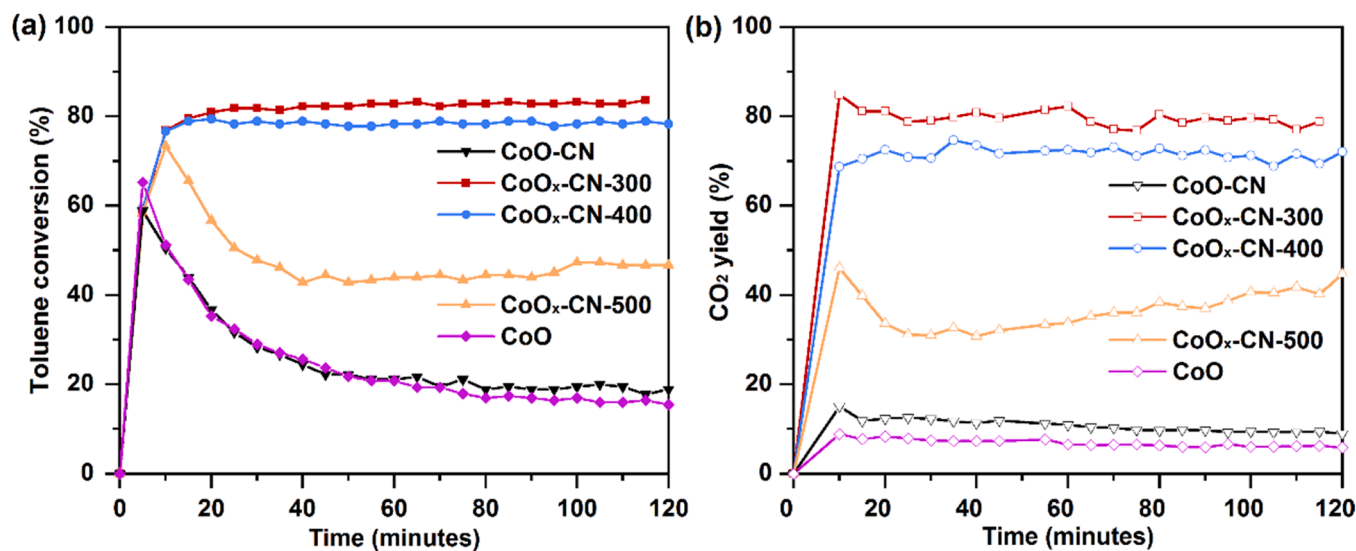 (a)
100
80
60
40
20
0
Toluene conversion (%)
CoO-CN
CoOₓ-CN-300
CoOₓ-CN-400
CoOₓ-CN-500
CoO
0 20 40 60 80 100 120
Time (minutes)
(b)
100
80
60
40
20
0
CO₂ yield (%)
CoO-CN
CoOₓ-CN-300
CoOₓ-CN-400
CoOₓ-CN-500
CoO
0 20 40 60 80 100 120
Time (minutes)